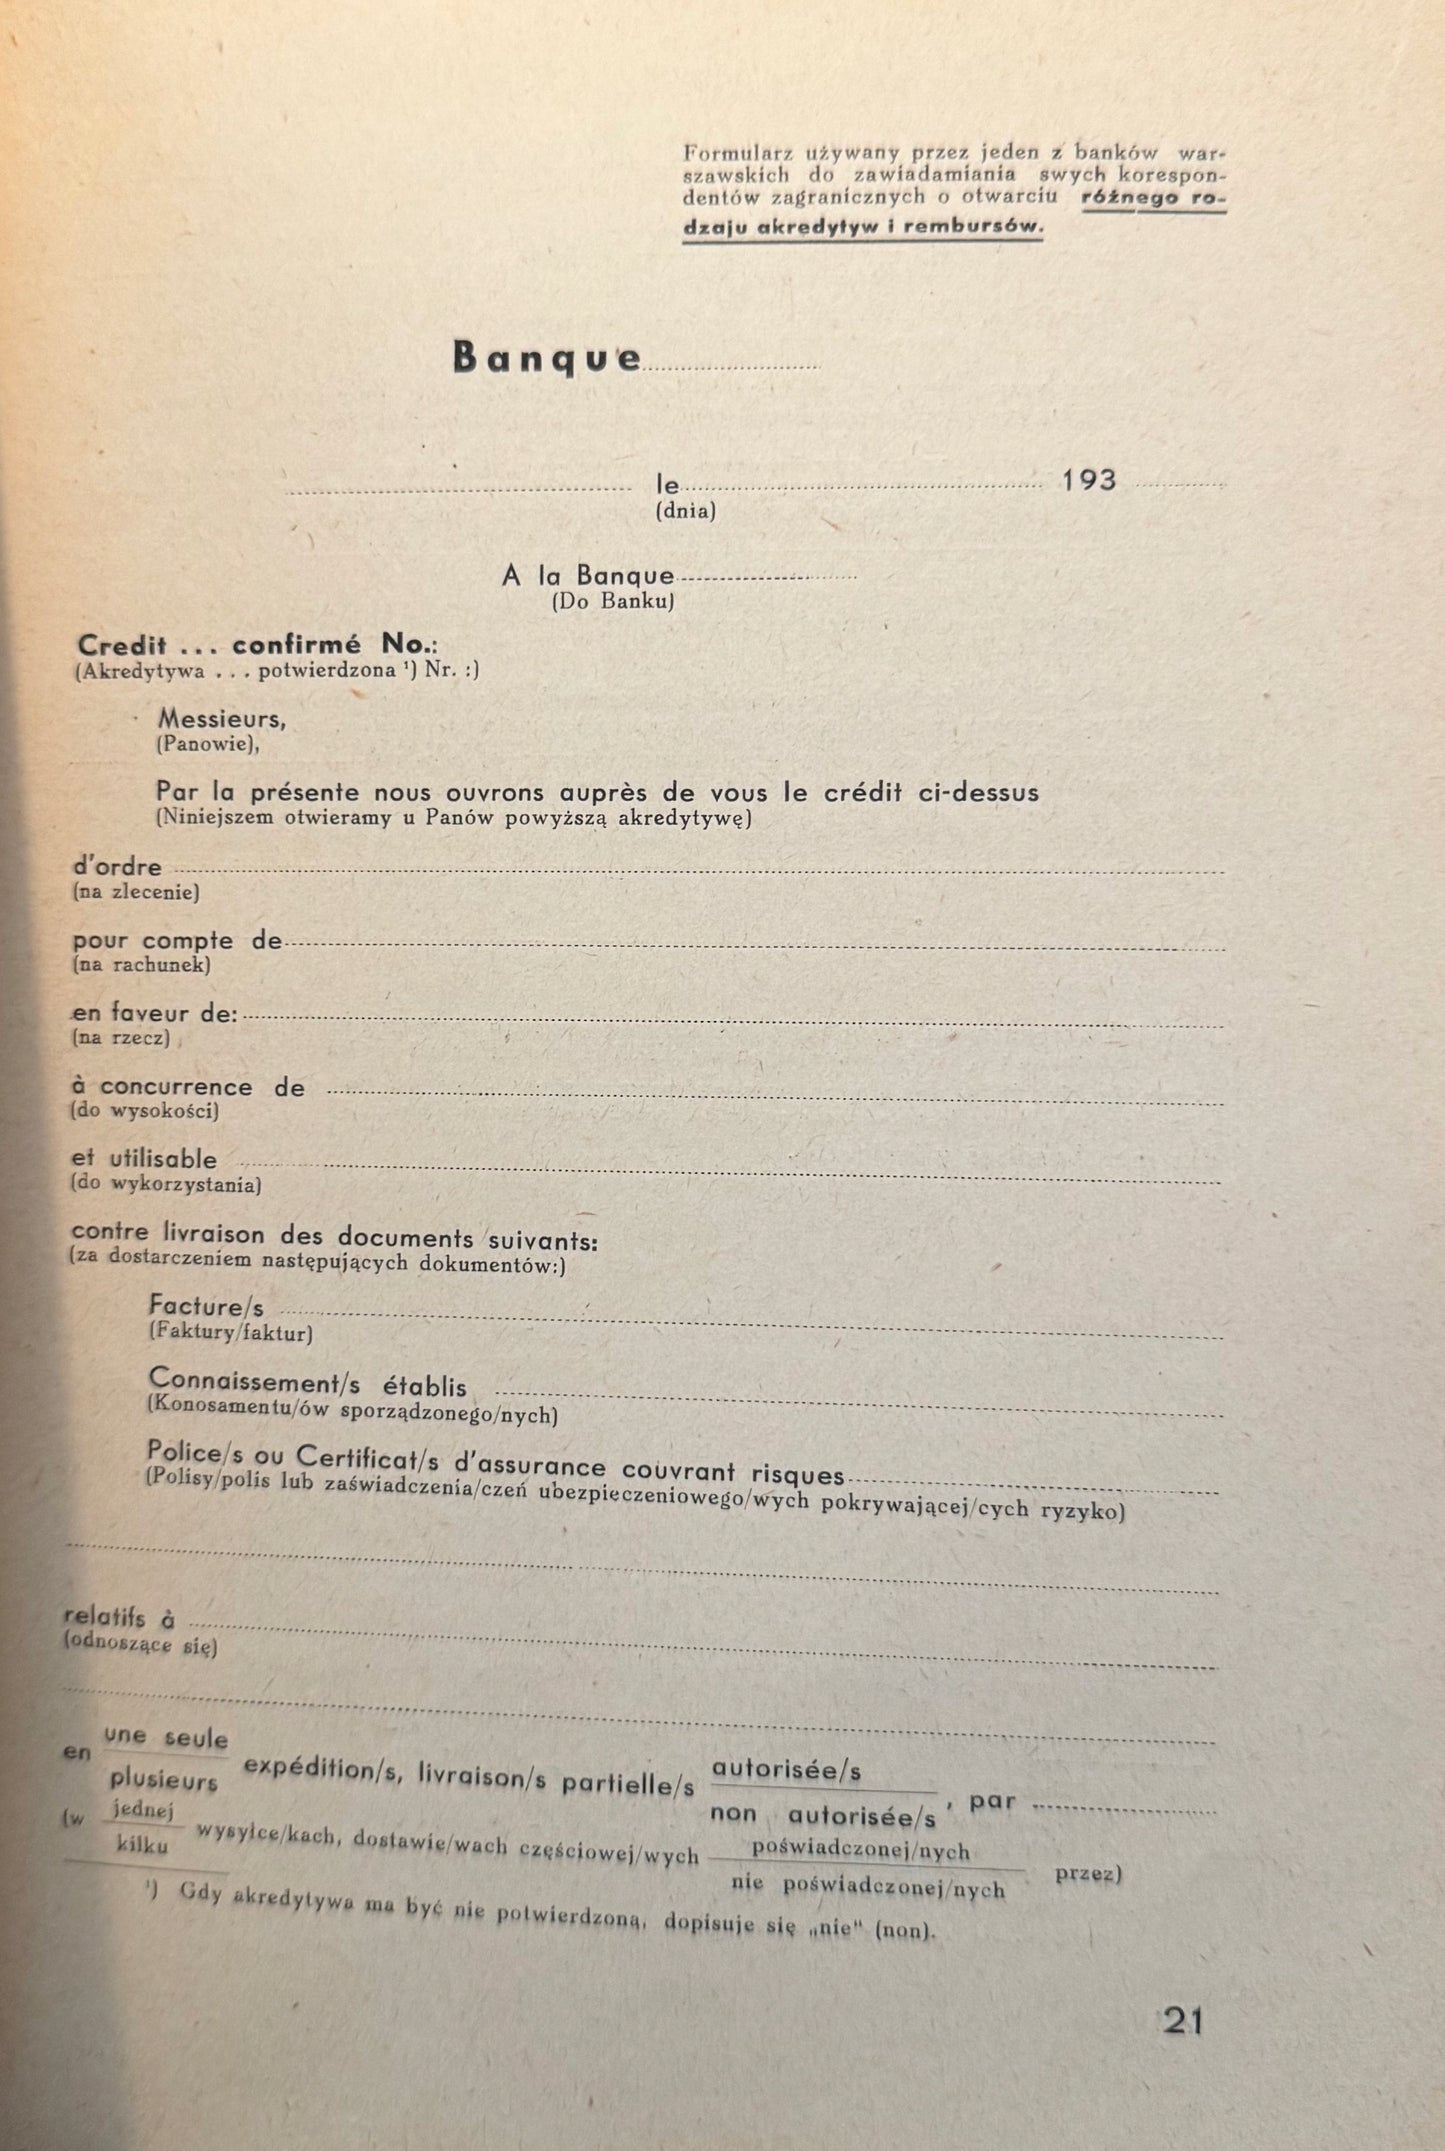 Formularz używany przez jeden z banków war-
szawskich do zawiadamiania swych korespon-
dentów zagranicznych o otwarciu różnego ro-
dzaju akredytyw i rembursów.
Banque
le 193
(dnia)
A la Banque
(Do Banku)
Credit ... confirmé No.:
(Akredytywa . . . potwierdzona ¹) Nr. :)
Messieurs,
(Panowie),
Par la présente nous ouvrons auprès de vous le crédit ci-dessus
(Niniejszem otwieramy u Panów powyższą akredytywę)
d'ordre
(na zlecenie)
pour compte de
(na rachunek)
en faveur de:
(na rzecz)
à concurrence de
(do wysokości)
et utilisable
(do wykorzystania)
contre livraison des documents suivants:
(za dostarczeniem następujących dokumentów:)
Facture/s
(Faktury/faktur)
Connaissement/s établis
(Konosamentu/ów sporządzonego/nych)
Police/s ou Certificat/s d'assurance couvrant risques
(Polisy/polis lub zaświadczenia/czeń ubezpieczeniowego/wych pokrywającej/cych ryzyko)
relatifs à
(odnoszące się)
une seule
en plusieurs expédition/s, livraison/s partielle/s autorisée/s
non autorisée/s, par
(w jednej
kilku wysyłce/kach, dostawie/wach częściowej/wych poświadczonej/nych
nie poświadczonej/nych przez)
¹) Gdy akredytywa ma być nie potwierdzoną, dopisuje się „nie" (non).
21